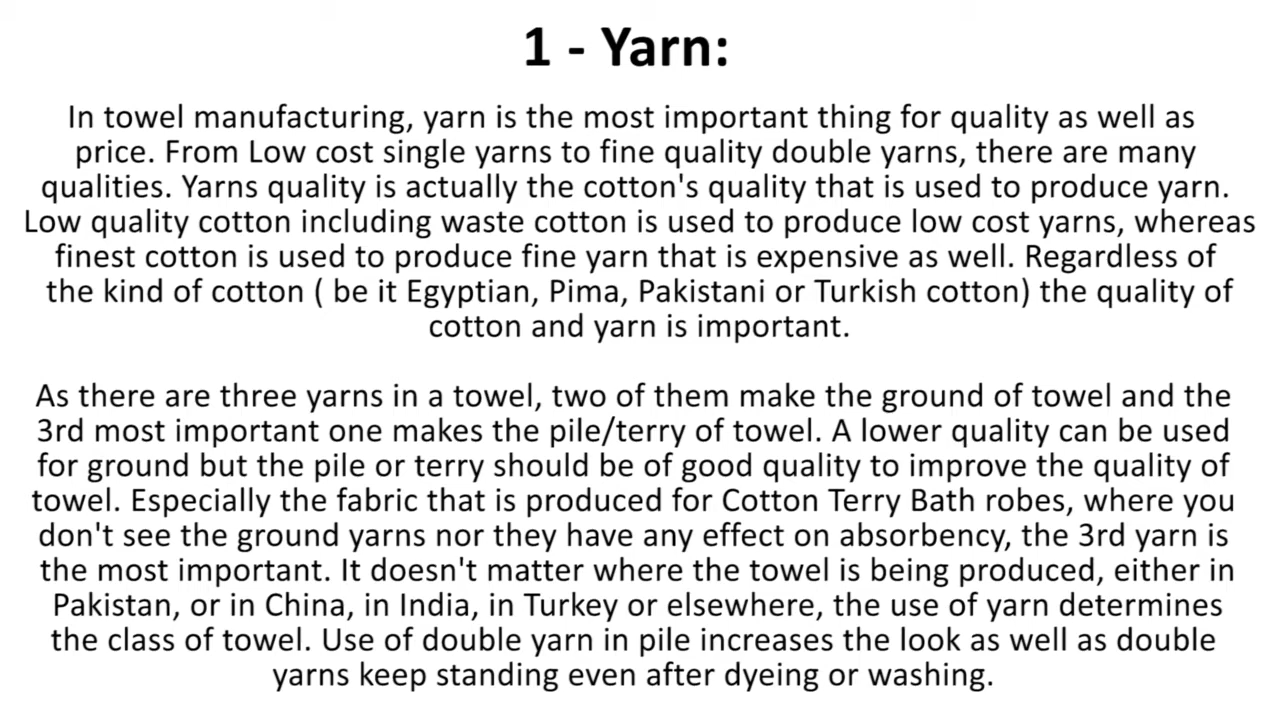 1 - Yarn:
In towel manufacturing, yarn is the most important thing for quality as well as
price. From Low cost single yarns to fine quality double yarns, there are many
qualities. Yarns quality is actually the cotton's quality that is used to produce yarn.
Low quality cotton including waste cotton is used to produce low cost yarns, whereas
finest cotton is used to produce fine yarn that is expensive as well. Regardless of
the kind of cotton ( be it Egyptian, Pima, Pakistani or Turkish cotton) the quality of
cotton and yarn is important.
As there are three yarns in a towel, two of them make the ground of towel and the
3rd most important one makes the pile/terry of towel. A lower quality can be used
for ground but the pile or terry should be of good quality to improve the quality of
towel. Especially the fabric that is produced for Cotton Terry Bath robes, where you
don't see the ground yarns nor they have any effect on absorbency, the 3rd yarn is
the most important. It doesn't matter where the towel is being produced, either in
Pakistan, or in China, in India, in Turkey or elsewhere, the use of yarn determines
the class of towel. Use of double yarn in pile increases the look as well as double
yarns keep standing even after dyeing or washing.